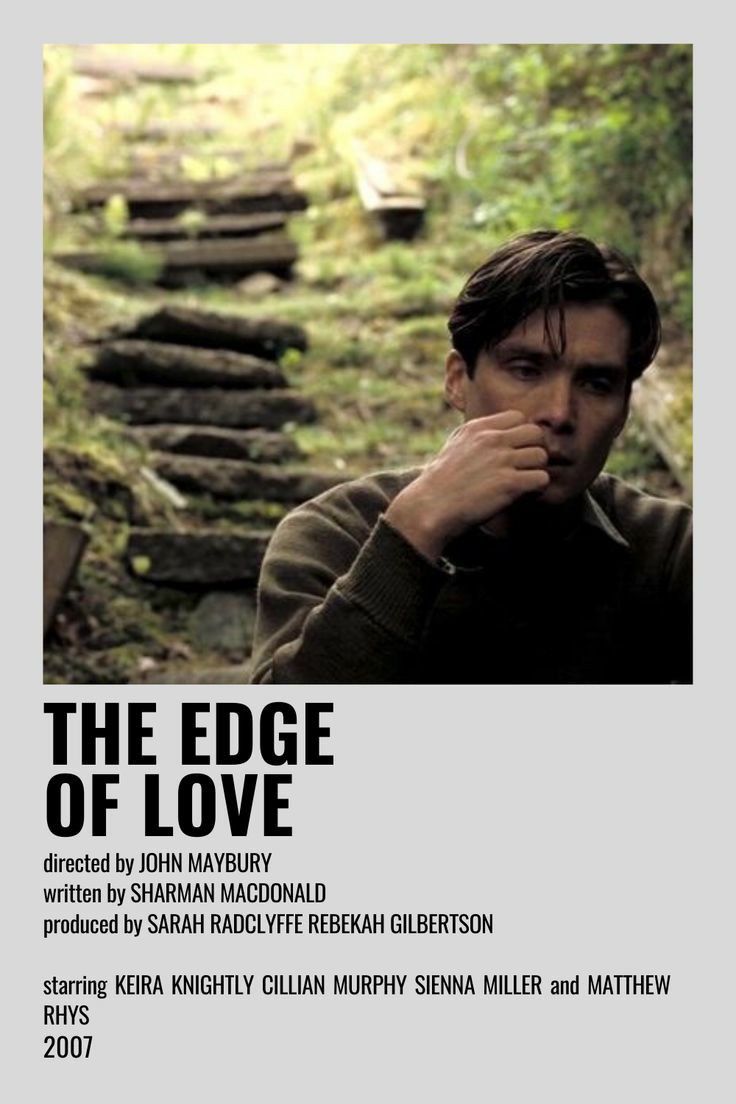 THE EDGE
OF LOVE
directed by JOHN MAYBURY
written by SHARMAN MACDONALD
produced by SARAH RADCLYFFE REBEKAH GILBERTSON
starring KEIRA KNIGHTLY CILLIAN MURPHY SIENNA MILLER and MATTHEW
RHYS
2007